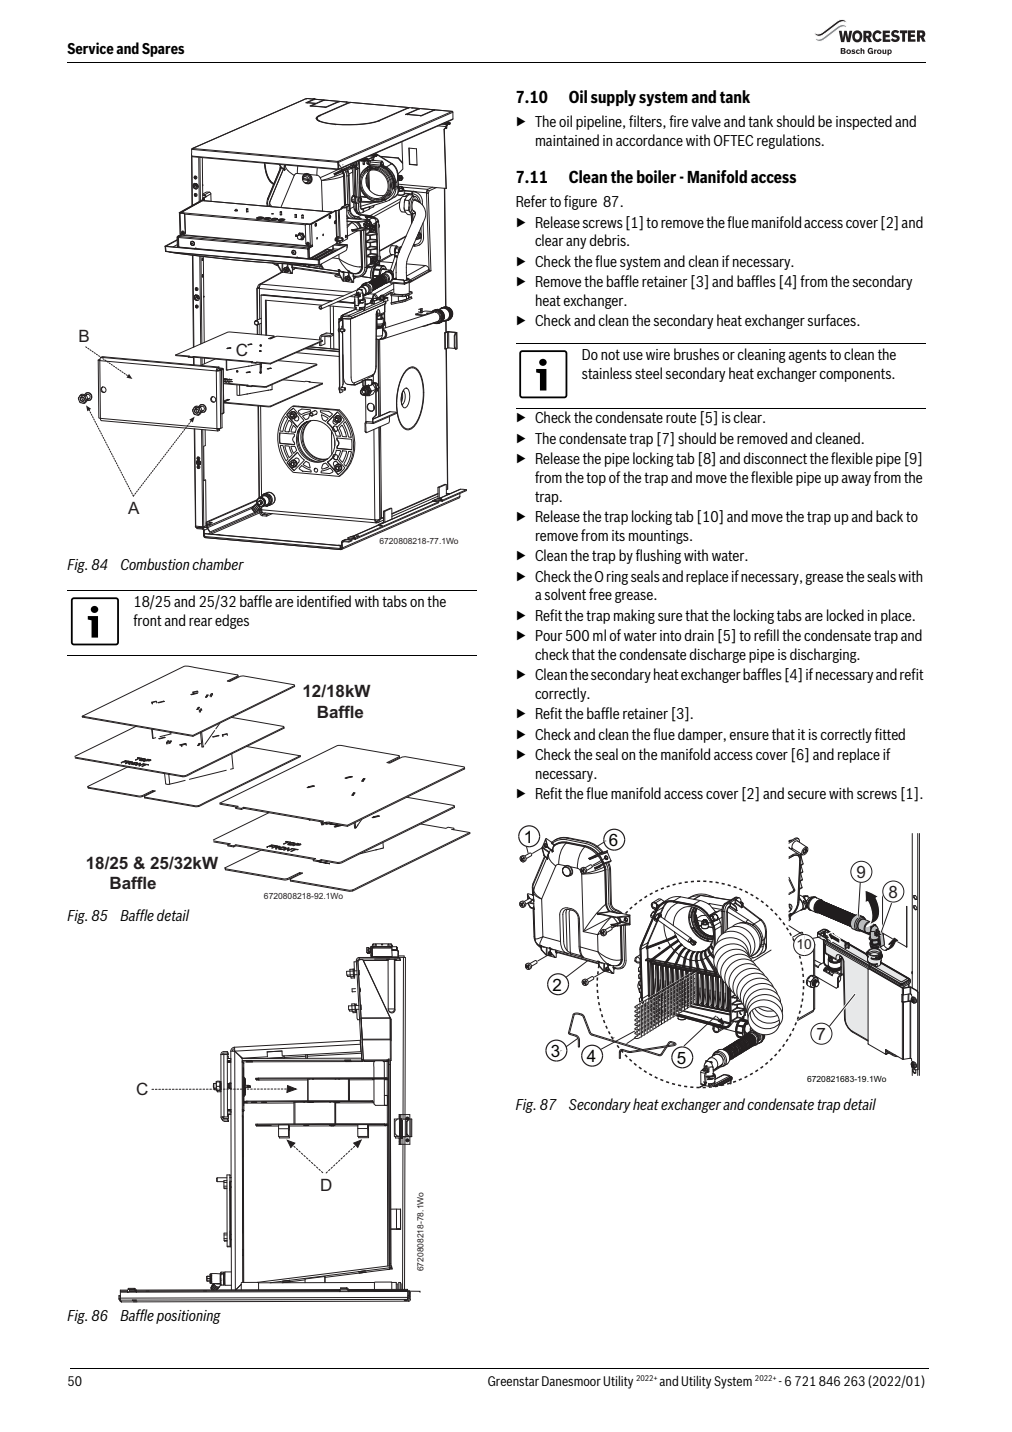 Service and Spares
WORCESTER
Bosch Group
B
C
A
6720808218-77.1Wo
Fig. 84 Combustion chamber
18/25 and 25/32 baffle are identified with tabs on the
front and rear edges
12/18kW
Baffle
TOP
FRONT
TOP
FRONT
18/25 & 25/32kW
Baffle
6720808218-92.1Wo
Fig. 85 Baffle detail
C
D
6720808218-78.1Wo
Fig. 86 Baffle positioning
7.10 Oil supply system and tank
▶ The oil pipeline, filters, fire valve and tank should be inspected and
maintained in accordance with OFTEC regulations.
7.11 Clean the boiler - Manifold access
Refer to figure 87.
▶ Release screws [1] to remove the flue manifold access cover [2] and
clear any debris.
▶ Check the flue system and clean if necessary.
▶ Remove the baffle retainer [3] and baffles [4] from the secondary
heat exchanger.
▶ Check and clean the secondary heat exchanger surfaces.
Do not use wire brushes or cleaning agents to clean the
stainless steel secondary heat exchanger components.
▶ Check the condensate route [5] is clear.
▶ The condensate trap [7] should be removed and cleaned.
▶ Release the pipe locking tab [8] and disconnect the flexible pipe [9]
from the top of the trap and move the flexible pipe up away from the
trap.
▶ Release the trap locking tab [10] and move the trap up and back to
remove from its mountings.
▶ Clean the trap by flushing with water.
▶ Check the O ring seals and replace if necessary, grease the seals with
a solvent free grease.
▶ Refit the trap making sure that the locking tabs are locked in place.
▶ Pour 500 ml of water into drain [5] to refill the condensate trap and
check that the condensate discharge pipe is discharging.
▶ Clean the secondary heat exchanger baffles [4] if necessary and refit
correctly.
▶ Refit the baffle retainer [3].
▶ Check and clean the flue damper, ensure that it is correctly fitted
▶ Check the seal on the manifold access cover [6] and replace if
necessary.
▶ Refit the flue manifold access cover [2] and secure with screws [1].
1
6
9
8
10
2
7
3
4
5
6720821683-19.1Wo
Fig. 87 Secondary heat exchanger and condensate trap detail
50
Greenstar Danesmoor Utility 2022+ and Utility System 2022+ - 6 721 846 263 (2022/01)